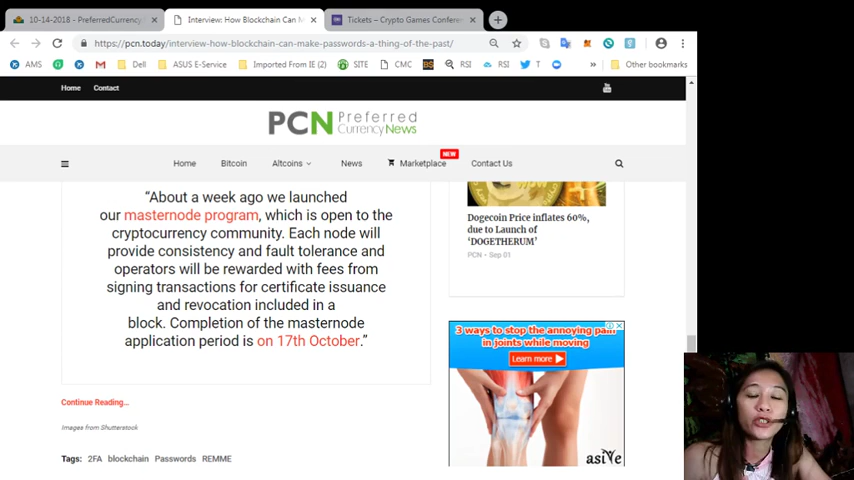 10-14-2018 - PreferredCurrency
Interview: How Blockchain Can M
Tickets – Crypto Games Conferen
https://pcn.today/interview-how-blockchain-can-make-passwords-a-thing-of-the-past/
AMS
G
M
Dell
ASUS E-Service
Imported From IE (2)
SITE
CMC
BS
RSI
RSI
T
»
Other bookmarks
Home
Contact
PCN Preferred
CurrencyNews
NEW
Home
Bitcoin
Altcoins
News
Marketplace
Contact Us
“About a week ago we launched
our masternode program, which is open to the
cryptocurrency community. Each node will
provide consistency and fault tolerance and
operators will be rewarded with fees from
signing transactions for certificate issuance
and revocation included in a
block. Completion of the masternode
application period is on 17th October.”
Continue Reading...
Images from Shutterstock
Tags: 2FA blockchain Passwords REMME
Dogecoin Price inflates 60%,
due to Launch of
‘DOGETHERUM’
PCN - Sep 01
3 ways to stop the annoying pain
in joints while moving
Learn more
asiVe